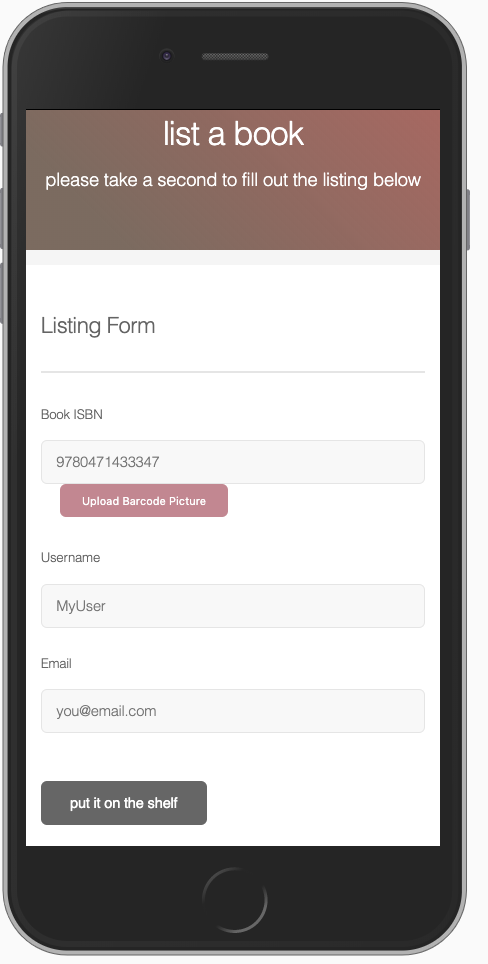 list a book
please take a second to fill out the listing below
Listing Form
Book ISBN
9780471433347
Upload Barcode Picture
Username
MyUser
Email
you@email.com
put it on the shelf